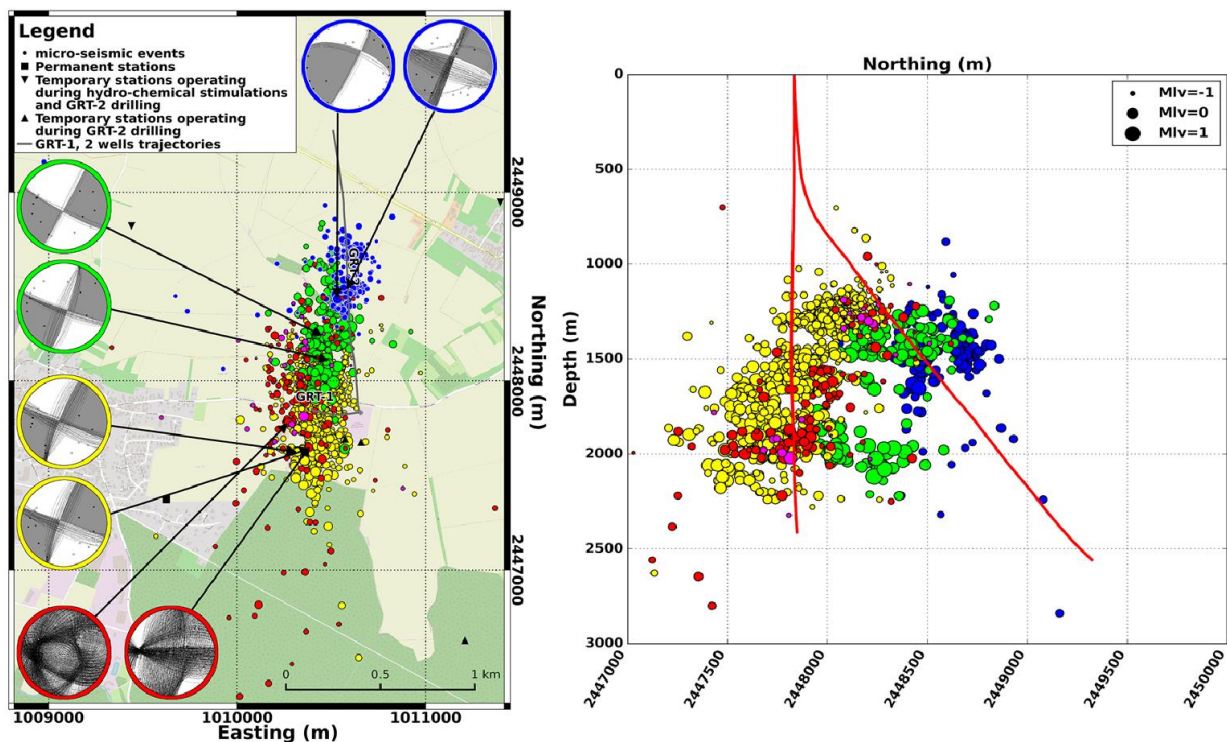 Legend
micro-seismic events
Permanent stations
Temporary stations operating
during hydro-chemical stimulations
and GRT-2 drilling
Temporary stations operating
during GRT-2 drilling
GRT-1, 2 wells trajectories
GRT-2
GRT-1
2449000
2448000
2447000
Northing (m)
0 0.5 1 km
1009000 1010000 1011000
Easting (m)
Northing (m)
Mlv=-1
Mlv=0
Mlv=1
Depth (m)
0
500
1000
1500
2000
2500
3000
2447000 2447500 2448000 2448500 2449000 2449500 2450000